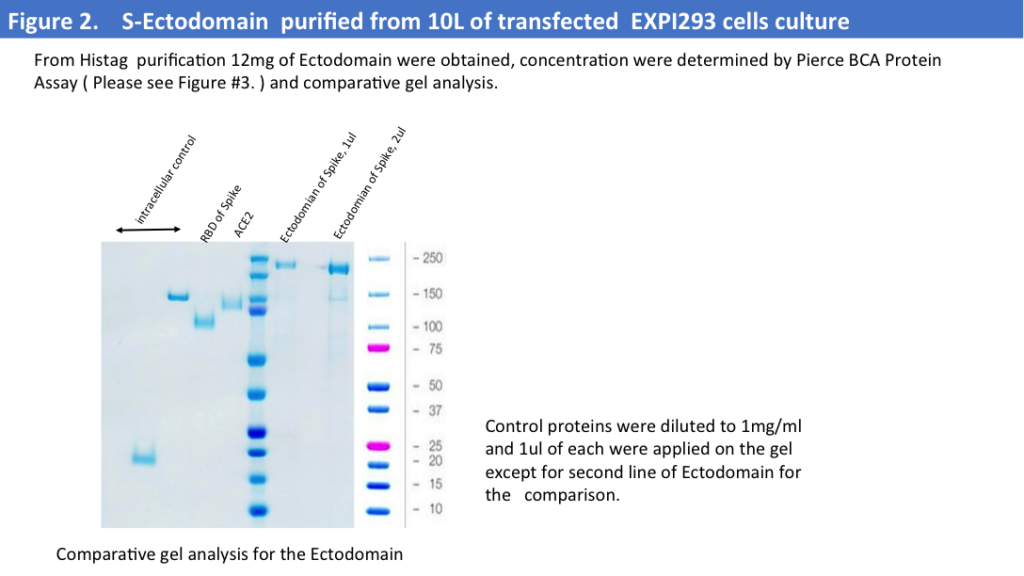 Figure 2. S-Ectodomain purified from 10L of transfected EXPI293 cells culture
From Histag purification 12mg of Ectodomain were obtained, concentration were determined by Pierce BCA Protein
Assay ( Please see Figure #3. ) and comparative gel analysis.
intracellular control
RBD of Spike
ACE2
Ectodomian of Spike, 1ul
Ectodomian of Spike, 2ul
- 250
- 150
- 100
- 75
- 50
- 37
- 25
- 20
- 15
- 10
Control proteins were diluted to 1mg/ml
and 1ul of each were applied on the gel
except for second line of Ectodomain for
the comparison.
Comparative gel analysis for the Ectodomain